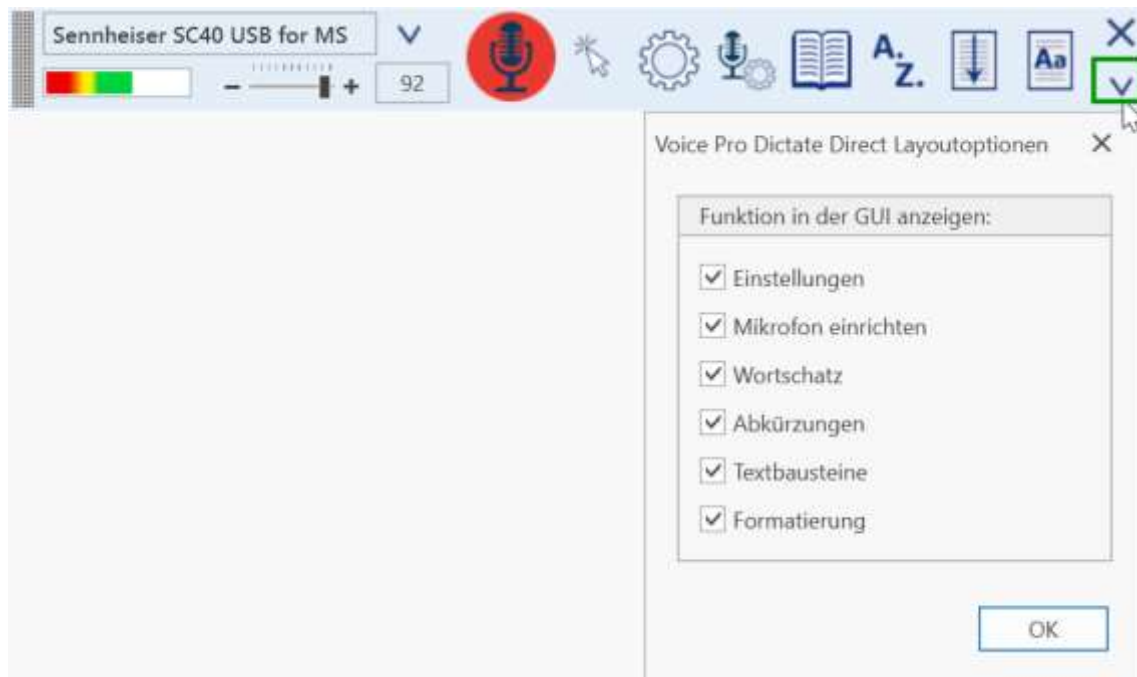 Sennheiser SC40 USB for MS
- + 92
A.
Z.
Aa
Voice Pro Dictate Direct Layoutoptionen
Funktion in der GUI anzeigen:
Einstellungen
Mikrofon einrichten
Wortschatz
Abkürzungen
Textbausteine
Formatierung
OK